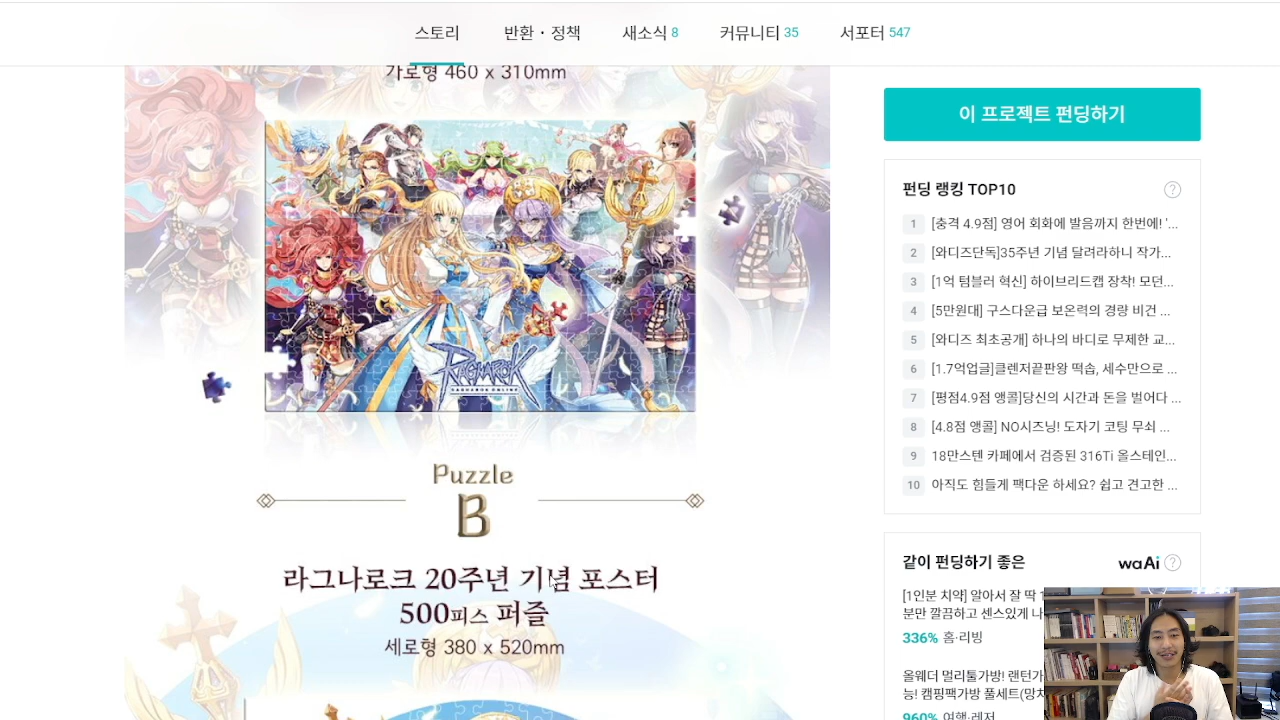 스토리
반환 · 정책
새소식 8
커뮤니티 35
서포터 547
가로형 460 x 310mm
RAGNAROK
RAGNAROK ONLINE
Puzzle
B
라그나로크 20주년 기념 포스터
500피스 퍼즐
세로형 380 x 520mm
이 프로젝트 펀딩하기
펀딩 랭킹 TOP10 ?
1 [충격 4.9점] 영어 회화에 발음까지 한번에! '...
2 [와디즈단독]35주년 기념 달려라하니 작가...
3 [1억 텀블러 혁신] 하이브리드캡 장착! 모던...
4 [5만원대] 구스다운급 보온력의 경량 비건 ...
5 [와디즈 최초공개] 하나의 바디로 무제한 교...
6 [1.7억업글]클렌저끝판왕 떡솝, 세수만으로 ...
7 [평점4.9점 앵콜]당신의 시간과 돈을 벌어다 ...
8 [4.8점 앵콜] NO시즈닝! 도자기 코팅 무쇠 ...
9 18만스텐 카페에서 검증된 316Ti 올스테인...
10 아직도 힘들게 팩다운 하세요? 쉽고 견고한 ...
같이 펀딩하기 좋은 waAi ?
[1인분 치약] 알아서 잘 딱
분만 깔끔하고 센스있게
336% 홈·리빙
올웨더 멀리툴가방! 랜턴가
능! 캠핑팩가방 풀세트(망치
960% 여행·레저